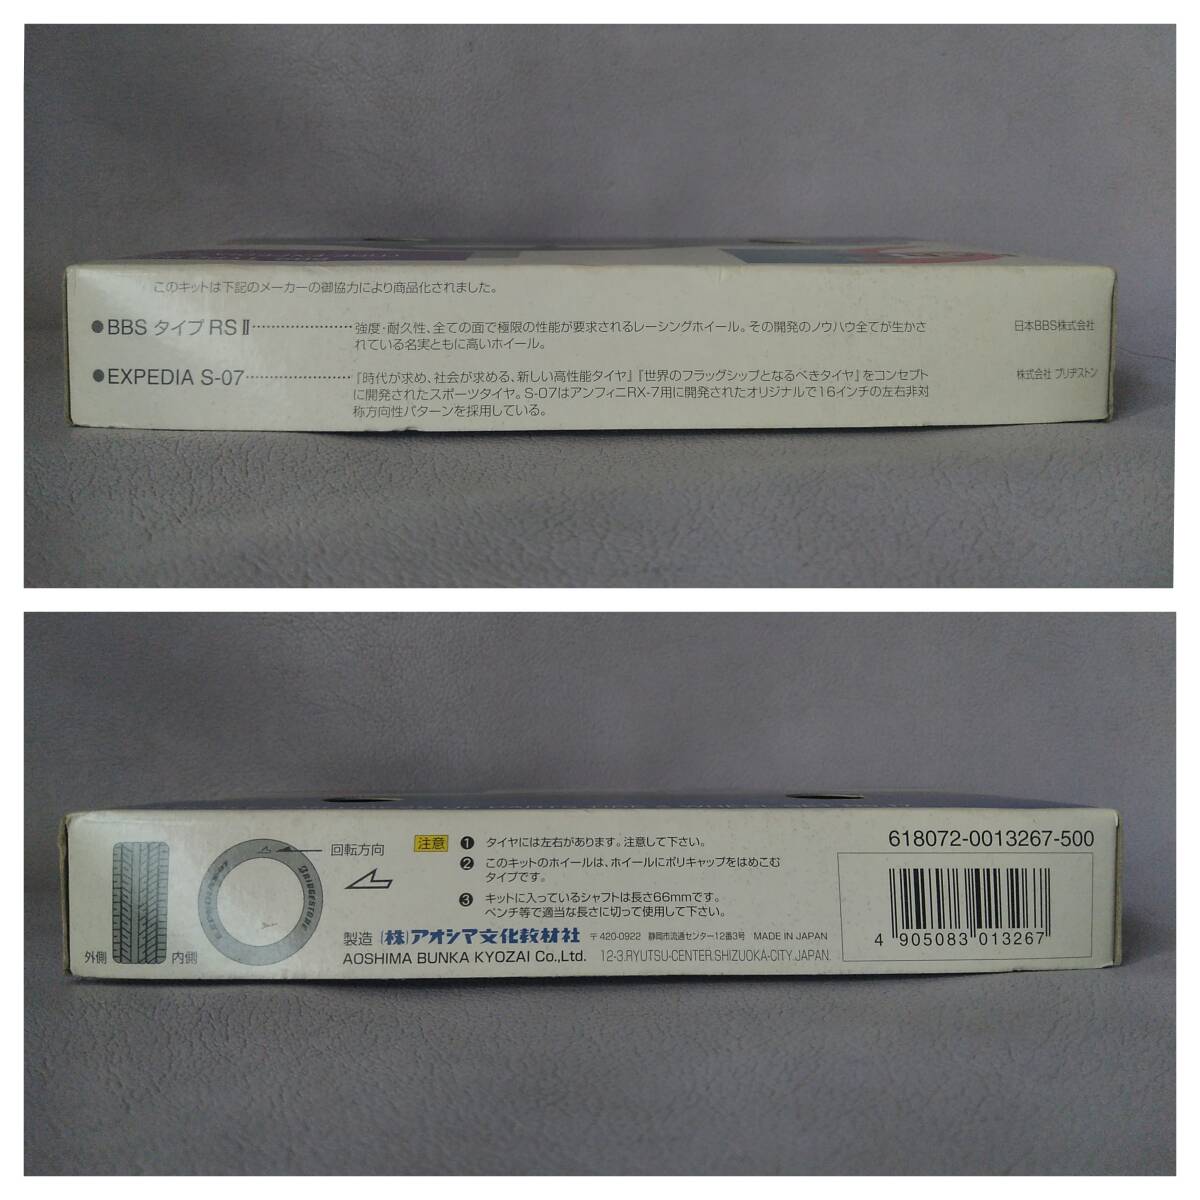 このキットは下記のメーカーの御協力により商品化されました。
●BBS タイプ RSⅡ……………… 強度・耐久性、全ての面で極限の性能が要求されるレーシングホイール。その開発のノウハウ全てが生かさ 日本BBS株式会社
れている名実ともに高いホイール。
●EXPEDIA S-07……………… 『時代が求め、社会が求める、新しい高性能タイヤ』『世界のフラッグシップとなるべきタイヤ』をコンセプト 株式会社 ブリヂストン
に開発されたスポーツタイヤ。S-07はアンフィニRX-7用に開発されたオリジナルで16インチの左右非対
称方向性パターンを採用している。
外側
内側
BRIDGESTONE
回転方向
注意
❶ タイヤには左右があります。注意して下さい。
❷ このキットのホイールは、ホイールにポリキャップをはめこむ
タイプです。
❸ キットに入っているシャフトは長さ66mmです。
ペンチ等で適当な長さに切って使用して下さい。
製造 (株)アオシマ文化教材社 〒420-0922 静岡市流通センター12番3号 MADE IN JAPAN
AOSHIMA BUNKA KYOZAI Co.,Ltd. 12-3.RYUTSU-CENTER.SHIZUOKA-CITY.JAPAN.
618072-0013267-500
4 905083 013267